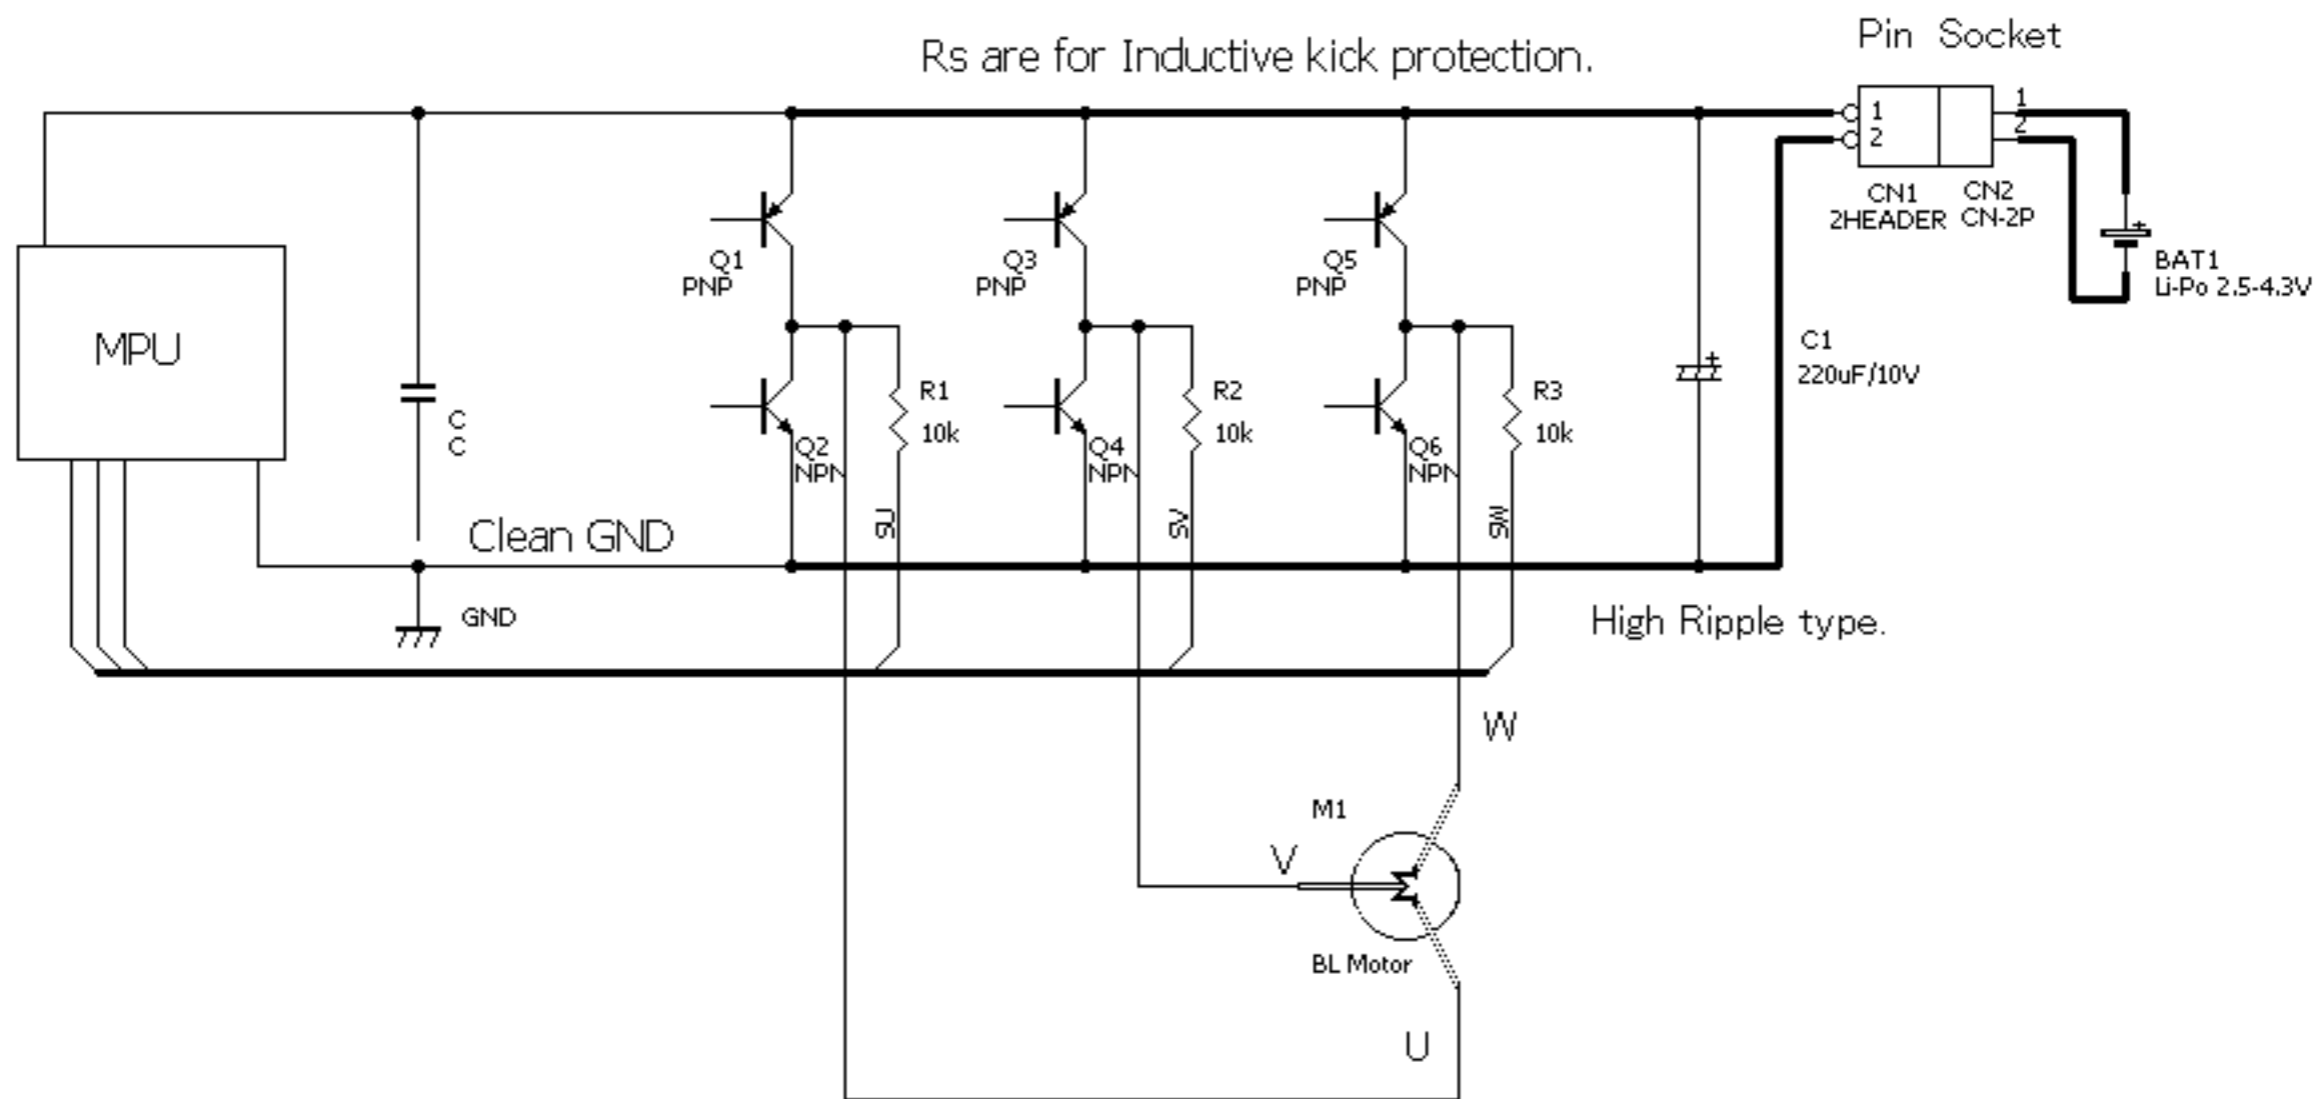 Pin Socket
Rs are for Inductive kick protection.
1
2
1
2
CN1
2HEADER
CN2
CN-2P
+
BAT1
Li-Po 2.5-4.3V
Q1
PNP
Q3
PNP
Q5
PNP
MPU
C
C
Q2
NPN
R1
10k
Q4
NPN
R2
10k
Q6
NPN
R3
10k
+
C1
220uF/10V
SU
SV
SW
Clean GND
GND
High Ripple type.
W
M1
V
BL Motor
U